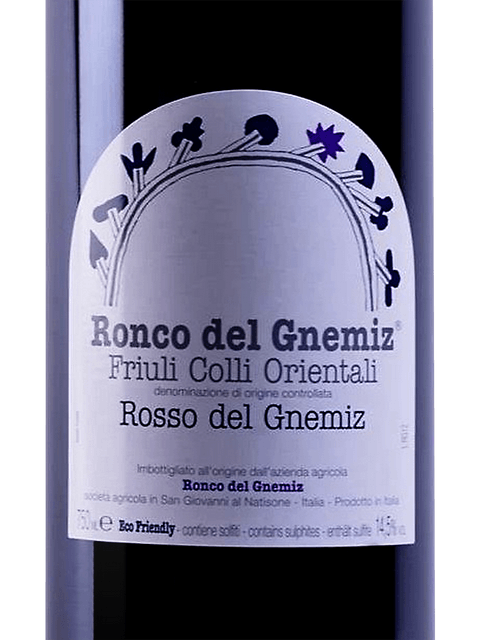 Ronco del Gnemiz®
Friuli Colli Orientali
denominazione di origine controllata
Rosso del Gnemiz
Imbottigliato all'origine dall'azienda agricola
Ronco del Gnemiz
società agricola in San Giovanni al Natisone - Italia - Prodotto in Italia
750 ML ℮ Eco Friendly - contiene solfiti - contains sulphites - enthält sulfite 14,5% VOL